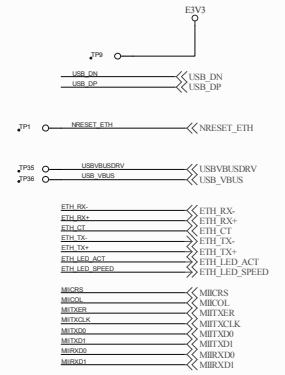 E3V3
TP9
USB_DN USB_DN
USB_DP USB_DP
TP1 NRESET_ETH NRESET_ETH
TP35 USBVBUSDRV USBVBUSDRV
TP36 USB_VBUS USB_VBUS
ETH_RX- ETH_RX-
ETH_RX+ ETH_RX+
ETH_CT ETH_CT
ETH_TX- ETH_TX-
ETH_TX+ ETH_TX+
ETH_LED_ACT ETH_LED_ACT
ETH_LED_SPEED ETH_LED_SPEED
MIICRS MIICRS
MIICOL MIICOL
MIITXER MIITXER
MIITXCLK MIITXCLK
MIITXD0 MIITXD0
MIITXD1 MIITXD1
MIIRXD0 MIIRXD0
MIIRXD1 MIIRXD1